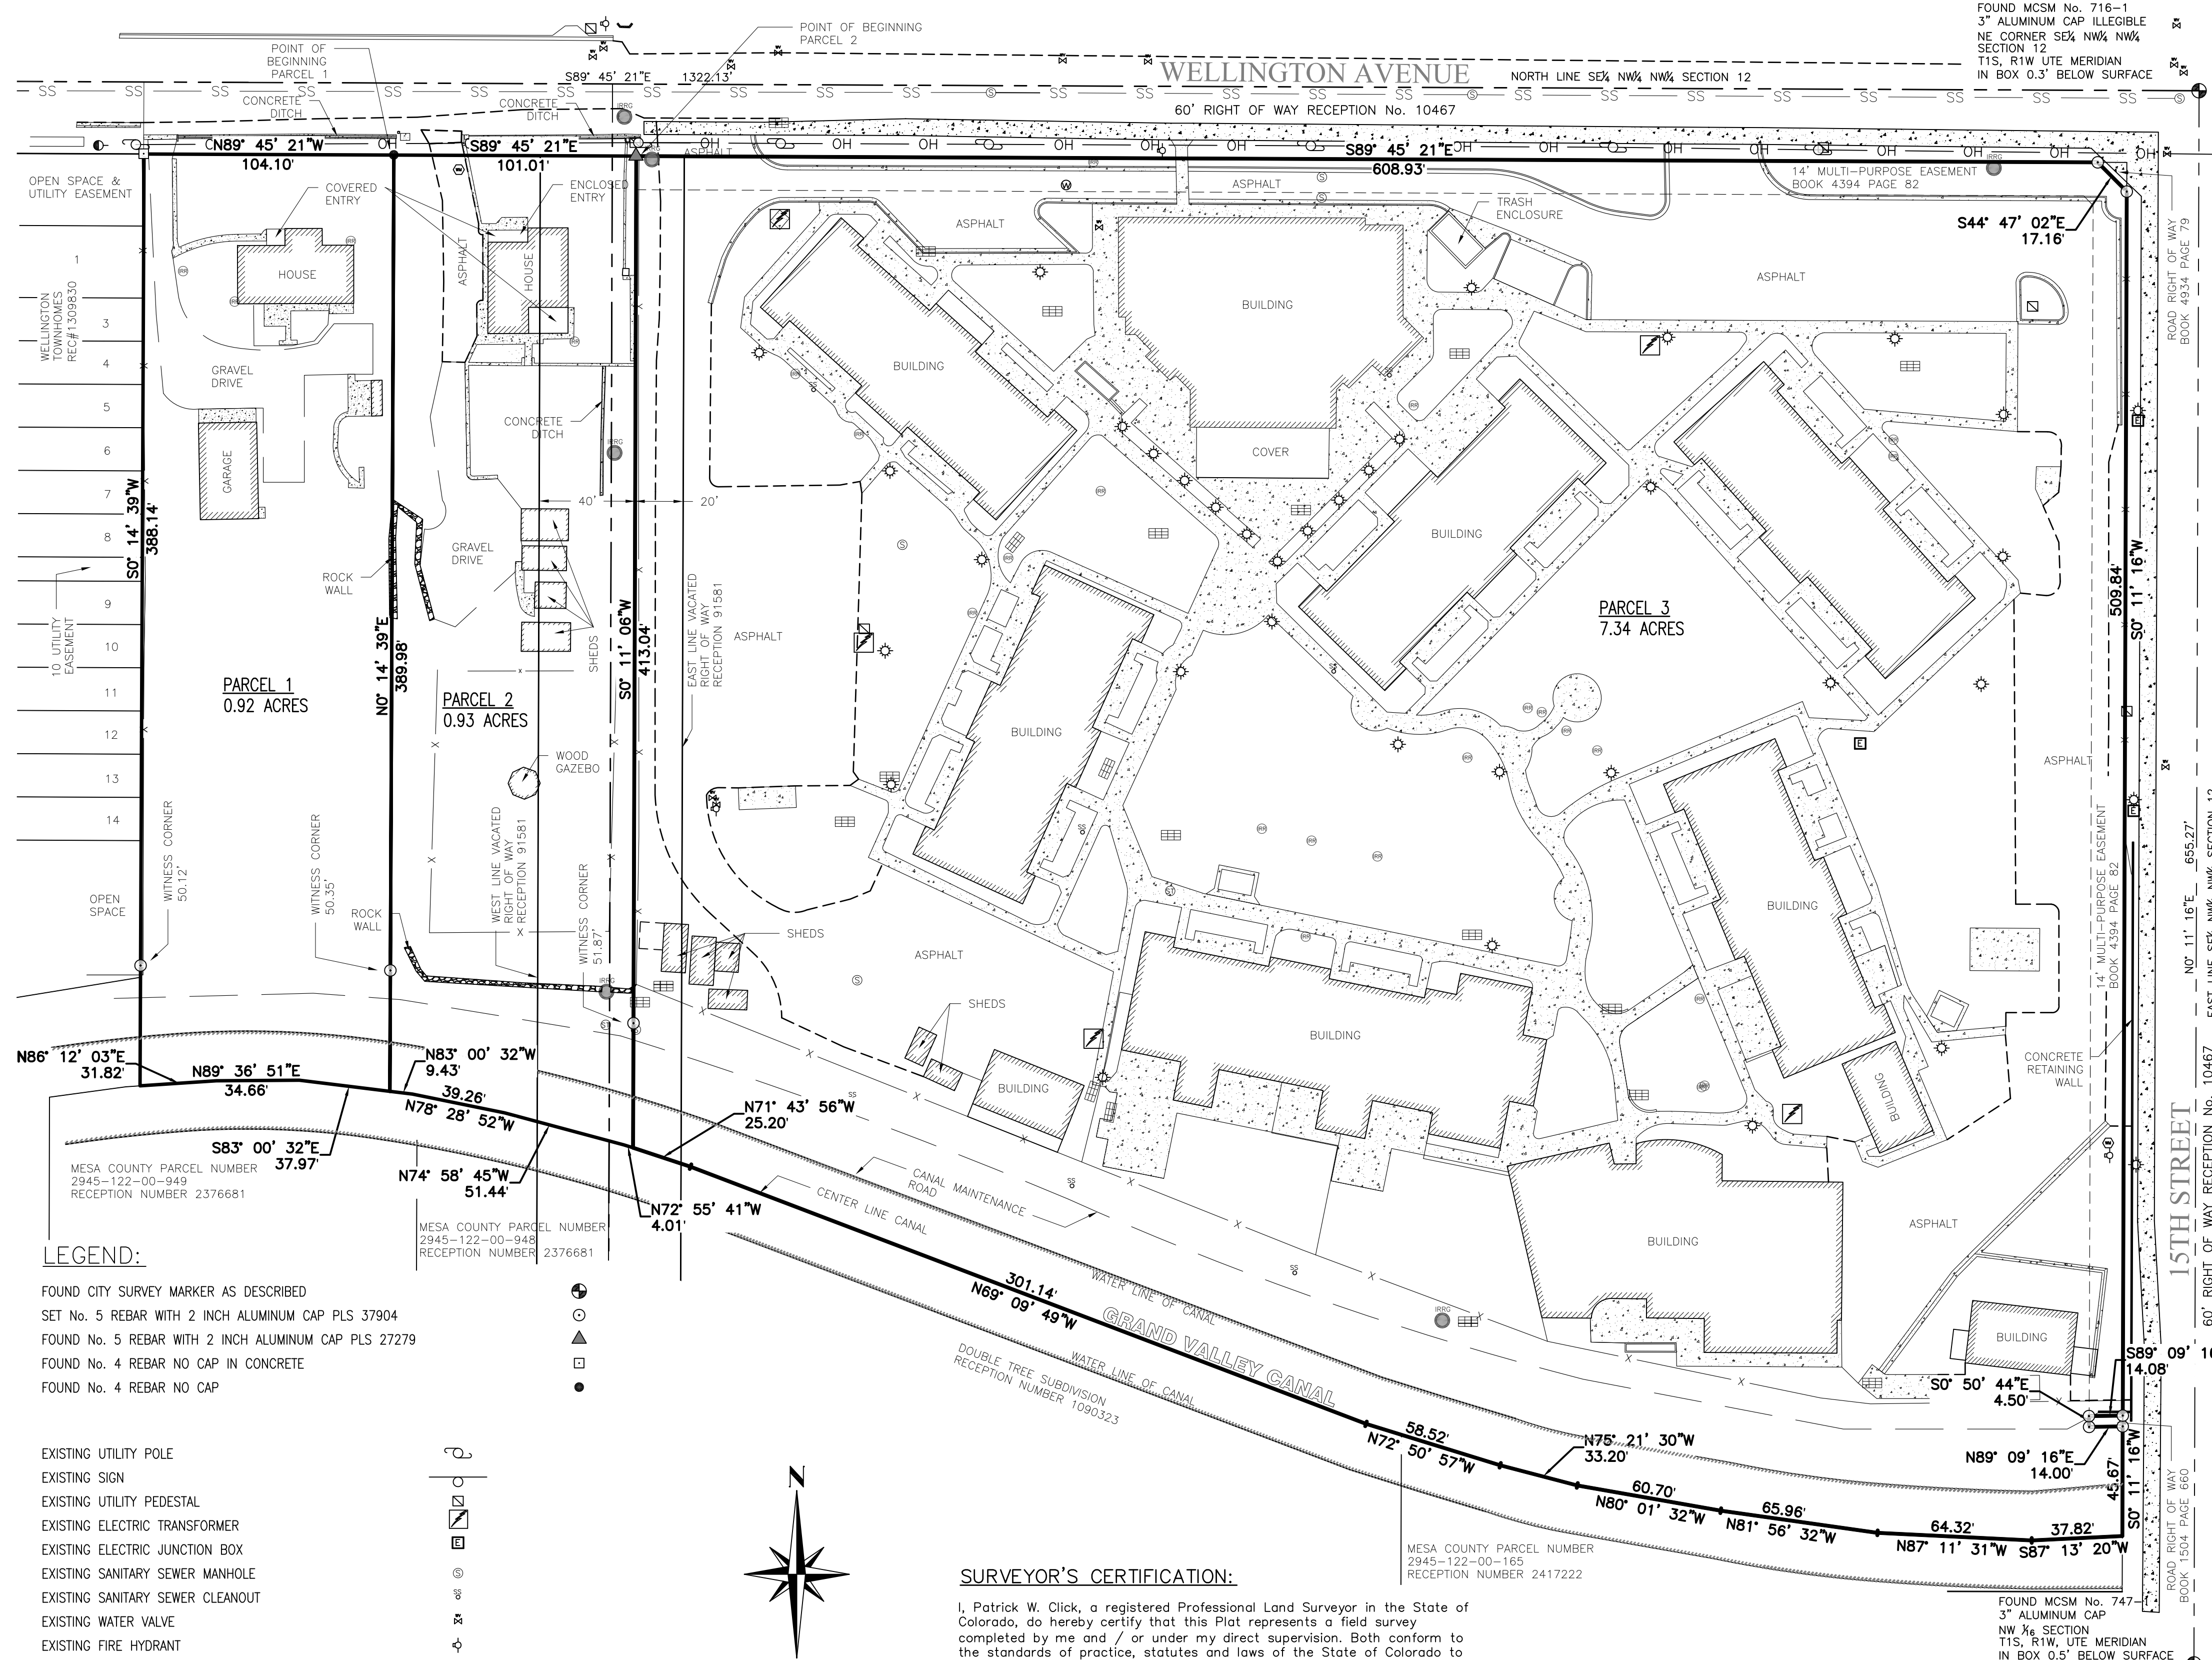 FOUND MCSM No. 716-1
3" ALUMINUM CAP ILLEGIBLE
NE CORNER SE¼ NW¼ NW¼
SECTION 12
T1S, R1W UTE MERIDIAN
IN BOX 0.3' BELOW SURFACE
POINT OF BEGINNING
PARCEL 2
POINT OF
BEGINNING
PARCEL 1
S89° 45' 21"E 1322.13'
WELLINGTON AVENUE
NORTH LINE SE¼ NW¼ NW¼ SECTION 12
60' RIGHT OF WAY RECEPTION No. 10467
CONCRETE
DITCH
CONCRETE
DITCH
N89° 45' 21"W
104.10'
S89° 45' 21"E
101.01'
ASPHALT
S89° 45' 21"E
608.93'
14' MULTI-PURPOSE EASEMENT
BOOK 4394 PAGE 82
S44° 47' 02"E
17.16'
ROAD RIGHT OF WAY
BOOK 4934 PAGE 79
OPEN SPACE &
UTILITY EASEMENT
COVERED
ENTRY
ENCLOSED
ENTRY
ASPHALT
ASPHALT
TRASH
ENCLOSURE
ASPHALT
HOUSE
ASPHALT
HOUSE
BUILDING
BUILDING
COVER
BUILDING
WELLINGTON
TOWNHOMES
REC#1309830
1
3
4
5
6
7
8
9
10
11
12
13
14
GRAVEL
DRIVE
GARAGE
CONCRETE
DITCH
IRRG
40'
20'
GRAVEL
DRIVE
ROCK
WALL
SHEDS
S0° 14' 39"W
388.14'
10 UTILITY
EASEMENT
N0° 14' 39"E
389.98'
S0° 11' 06"W
413.04'
EAST LINE VACATED
RIGHT OF WAY
RECEPTION 91581
ASPHALT
PARCEL 1
0.92 ACRES
PARCEL 2
0.93 ACRES
PARCEL 3
7.34 ACRES
509.84'
S0° 11' 16"W
WOOD
GAZEBO
BUILDING
ASPHALT
WITNESS CORNER
50.12'
WITNESS CORNER
50.35'
WEST LINE VACATED
RIGHT OF WAY
RECEPTION 91581
WITNESS CORNER
51.87'
OPEN
SPACE
ROCK
WALL
SHEDS
ASPHALT
SHEDS
BUILDING
BUILDING
BUILDING
BUILDING
14' MULTI-PURPOSE EASEMENT
BOOK 4394 PAGE 82
N0° 11' 16"E 655.27'
CONCRETE
RETAINING
WALL
15TH STREET
60' RIGHT OF WAY RECEPTION No. 10467
N86° 12' 03"E
31.82'
N89° 36' 51"E
34.66'
S83° 00' 32"E
37.97'
N83° 00' 32"W
9.43'
39.26'
N78° 28' 52"W
N74° 58' 45"W
51.44'
N71° 43' 56"W
25.20'
N72° 55' 41"W
4.01'
MESA COUNTY PARCEL NUMBER
2945-122-00-949
RECEPTION NUMBER 2376681
MESA COUNTY PARCEL NUMBER
2945-122-00-948
RECEPTION NUMBER 2376681
CANAL MAINTENANCE
ROAD
CENTER LINE CANAL
301.14'
N69° 09' 49"W
WATER LINE OF CANAL
GRAND VALLEY CANAL
WATER LINE OF CANAL
DOUBLE TREE SUBDIVISION
RECEPTION NUMBER 1090323
BUILDING
ASPHALT
BUILDING
IRRG
S89° 09' 16
14.08'
S0° 50' 44"E
4.50'
N89° 09' 16"E
14.00'
45.67'
S0° 11' 16"W
ROAD RIGHT OF WAY
BOOK 1504 PAGE 660
58.52'
N72° 50' 57"W
N75° 21' 30"W
33.20'
60.70'
N80° 01' 32"W
65.96'
N81° 56' 32"W
64.32'
N87° 11' 31"W
37.82'
S87° 13' 20"W
MESA COUNTY PARCEL NUMBER
2945-122-00-165
RECEPTION NUMBER 2417222
LEGEND:
FOUND CITY SURVEY MARKER AS DESCRIBED
SET No. 5 REBAR WITH 2 INCH ALUMINUM CAP PLS 37904
FOUND No. 5 REBAR WITH 2 INCH ALUMINUM CAP PLS 27279
FOUND No. 4 REBAR NO CAP IN CONCRETE
FOUND No. 4 REBAR NO CAP
EXISTING UTILITY POLE
EXISTING SIGN
EXISTING UTILITY PEDESTAL
EXISTING ELECTRIC TRANSFORMER
EXISTING ELECTRIC JUNCTION BOX
EXISTING SANITARY SEWER MANHOLE
EXISTING SANITARY SEWER CLEANOUT
EXISTING WATER VALVE
EXISTING FIRE HYDRANT
N
SURVEYOR'S CERTIFICATION:
I, Patrick W. Click, a registered Professional Land Surveyor in the State of
Colorado, do hereby certify that this Plat represents a field survey
completed by me and / or under my direct supervision. Both conform to
the standards of practice, statutes and laws of the State of Colorado to
FOUND MCSM No. 747-
3" ALUMINUM CAP
NW 1/16 SECTION
T1S, R1W, UTE MERIDIAN
IN BOX 0.5' BELOW SURFACE